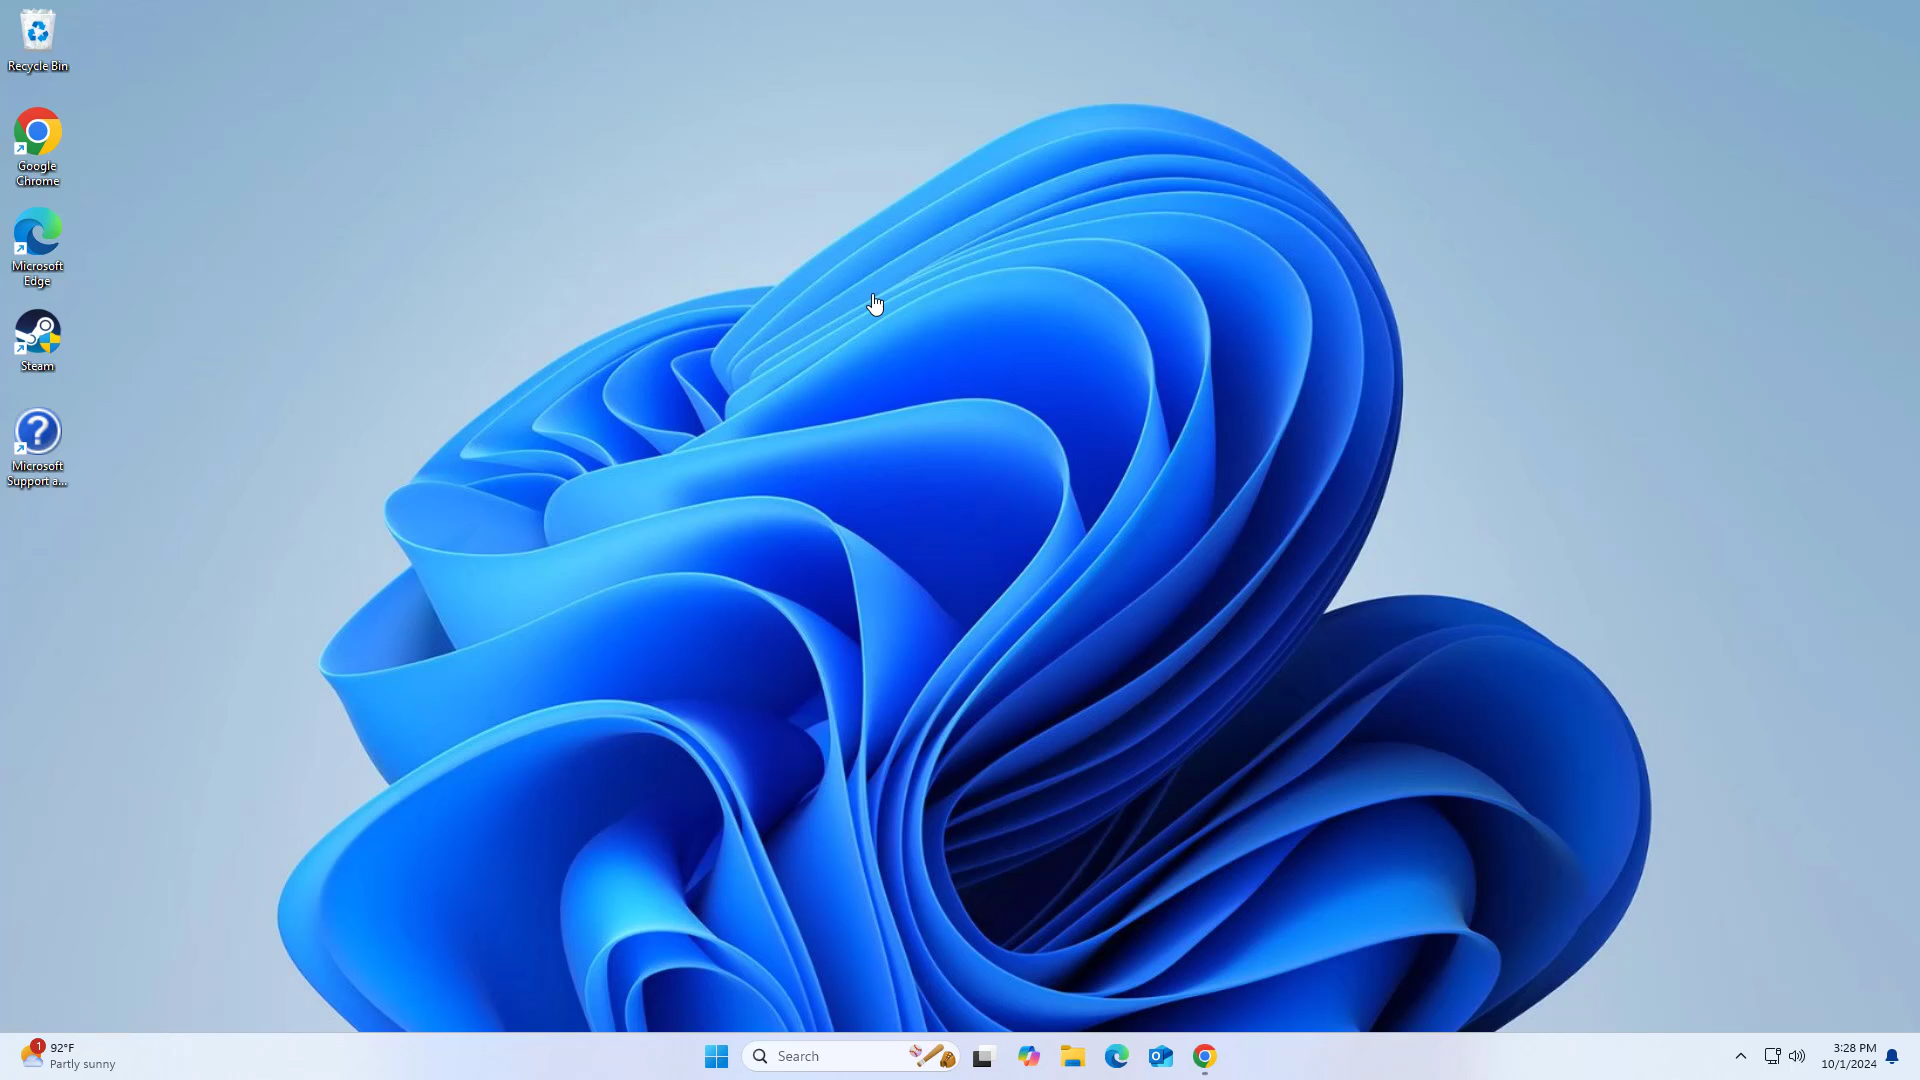 Recycle Bin
Google
Chrome
Microsoft
Edge
Steam
?
Microsoft
Support a...
1
92°F
Partly sunny
Search
3:28 PM
10/1/2024